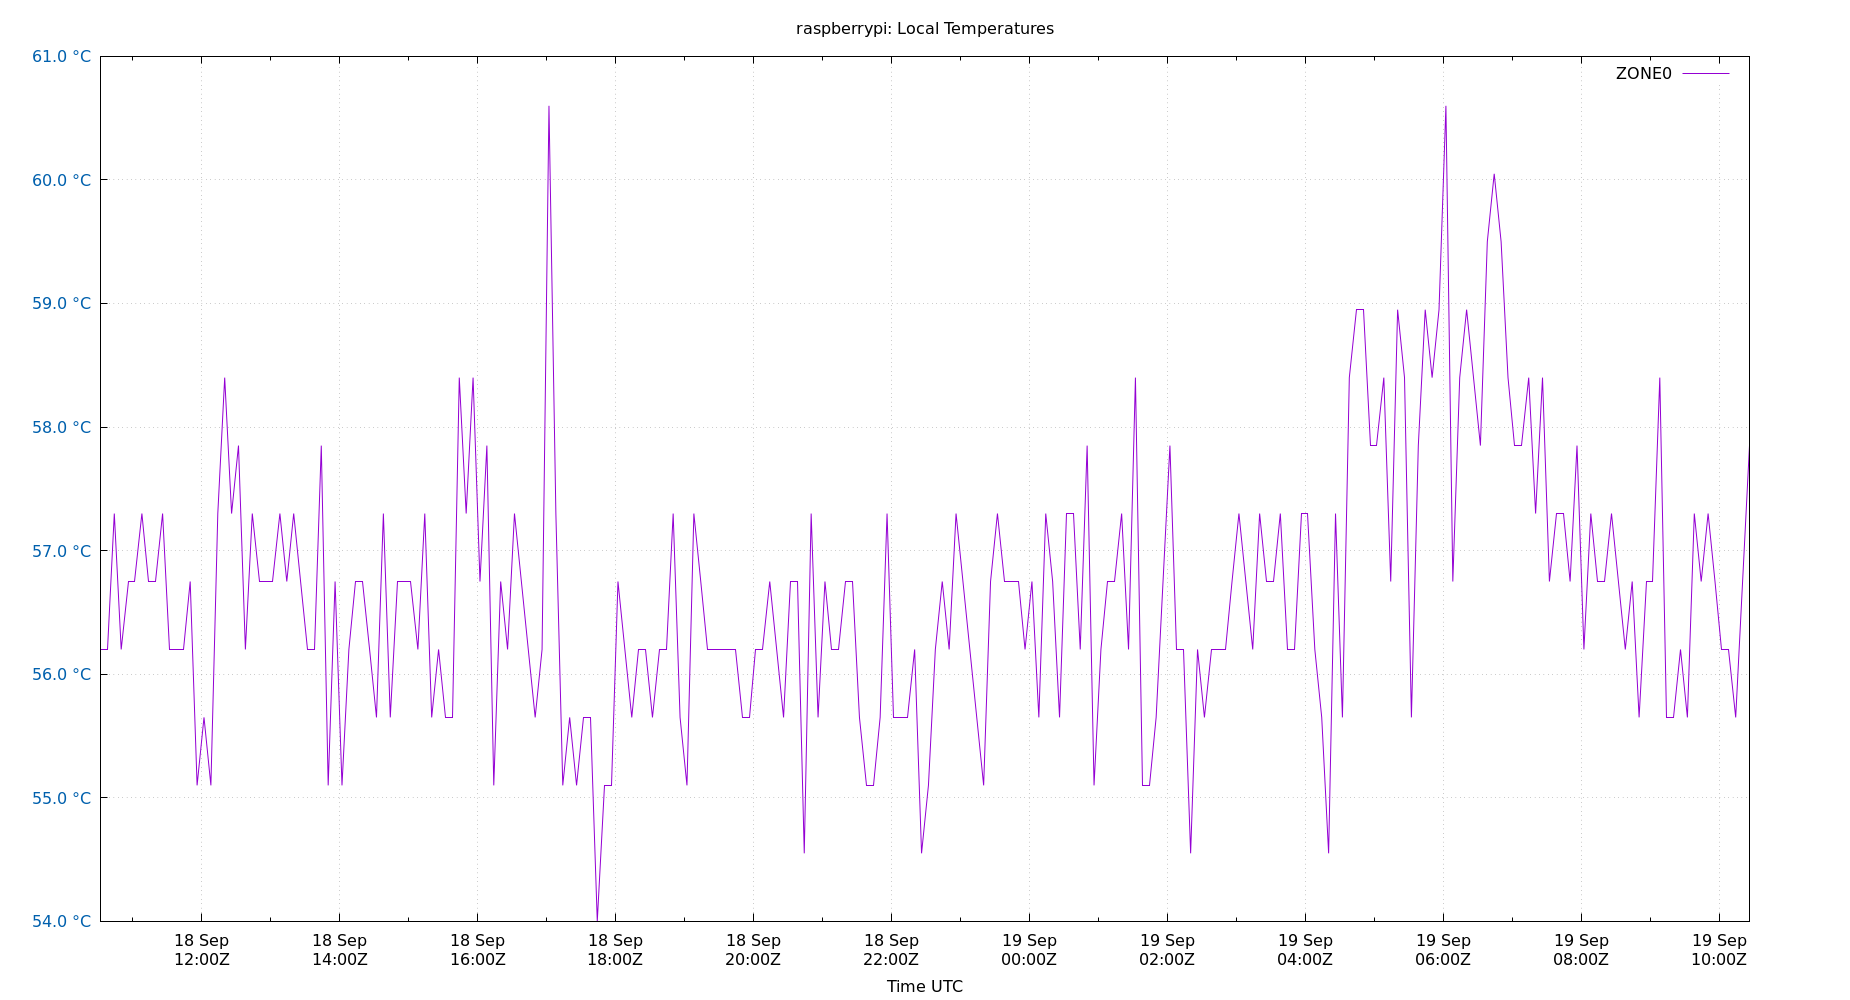 raspberrypi: Local Temperatures
61.0 °C
60.0 °C
59.0 °C
58.0 °C
57.0 °C
56.0 °C
55.0 °C
54.0 °C
ZONE0
18 Sep 12:00Z
18 Sep 14:00Z
18 Sep 16:00Z
18 Sep 18:00Z
18 Sep 20:00Z
18 Sep 22:00Z
19 Sep 00:00Z
19 Sep 02:00Z
19 Sep 04:00Z
19 Sep 06:00Z
19 Sep 08:00Z
19 Sep 10:00Z
Time UTC